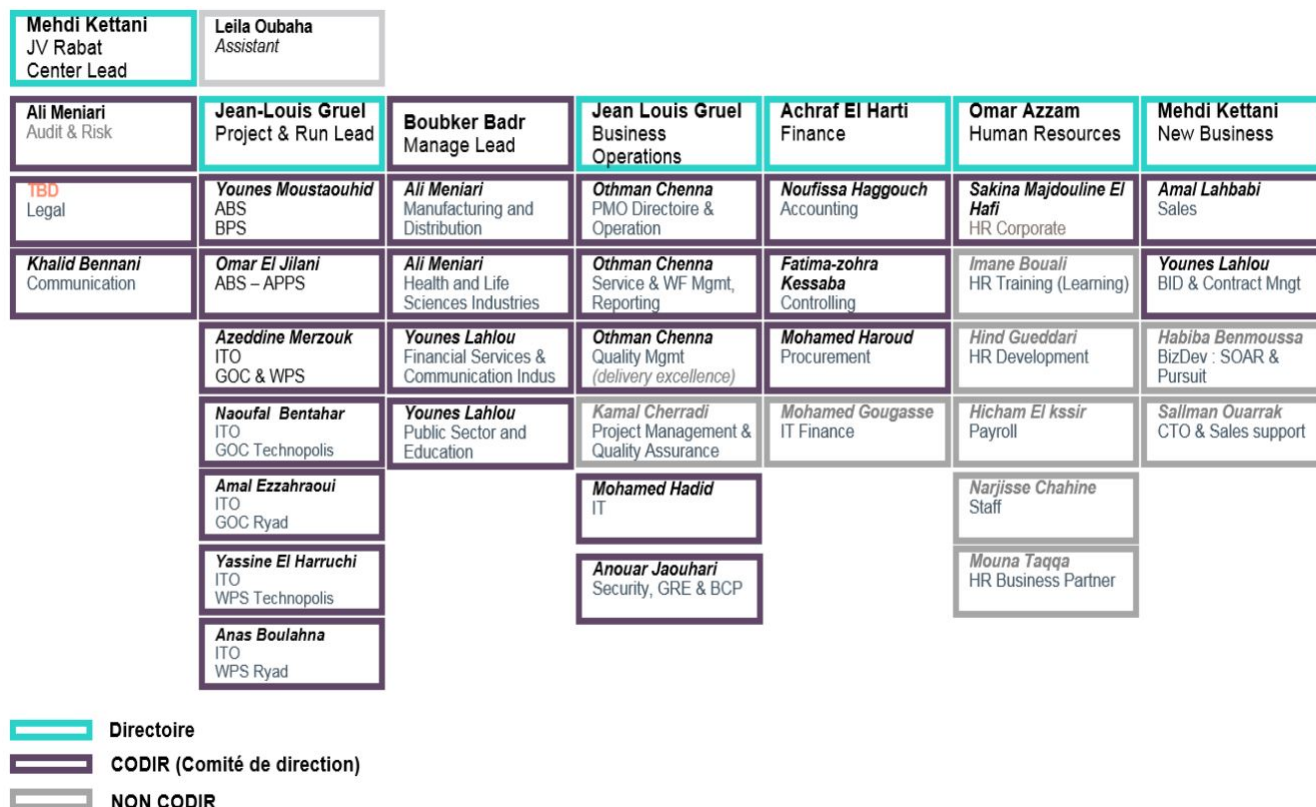 Mehdi Kettani
JV Rabat
Center Lead
Leila Oubaha
Assistant
Ali Meniari
Audit & Risk
Jean-Louis Gruel
Project & Run Lead
Boubker Badr
Manage Lead
Jean Louis Gruel
Business
Operations
Achraf El Harti
Finance
Omar Azzam
Human Resources
Mehdi Kettani
New Business
TBD
Legal
Younes Moustaouhid
ABS
BPS
Ali Meniari
Manufacturing and
Distribution
Othman Chenna
PMO Directoire &
Operation
Noufissa Haggouch
Accounting
Sakina Majdouline El
Hafi
HR Corporate
Amal Lahbabi
Sales
Khalid Bennani
Communication
Omar El Jilani
ABS – APPS
Ali Meniari
Health and Life
Sciences Industries
Othman Chenna
Service & WF Mgmt,
Reporting
Fatima-zohra
Kessaba
Controlling
Imane Bouali
HR Training (Learning)
Younes Lahlou
BID & Contract Mngt
Azeddine Merzouk
ITO
GOC & WPS
Younes Lahlou
Financial Services &
Communication Indus
Othman Chenna
Quality Mgmt
(delivery excellence)
Mohamed Haroud
Procurement
Hind Gueddari
HR Development
Habiba Benmoussa
BizDev : SOAR &
Pursuit
Naoufal Bentahar
ITO
GOC Technopolis
Younes Lahlou
Public Sector and
Education
Kamal Cherradi
Project Management &
Quality Assurance
Mohamed Gougasse
IT Finance
Hicham El kssir
Payroll
Sallman Ouarrak
CTO & Sales support
Amal Ezzahraoui
ITO
GOC Ryad
Mohamed Hadid
IT
Narjisse Chahine
Staff
Yassine El Harruchi
ITO
WPS Technopolis
Anouar Jaouhari
Security, GRE & BCP
Mouna Taqqa
HR Business Partner
Anas Boulahna
ITO
WPS Ryad
Directoire
CODIR (Comité de direction)
NON CODIR